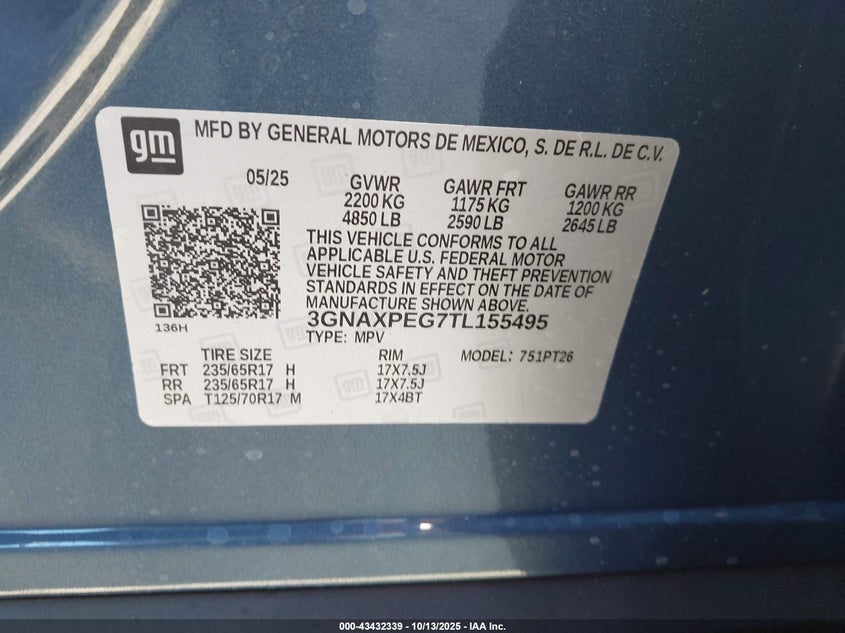 gm
MFD BY GENERAL MOTORS DE MEXICO, S. DE R.L. DE C.V.
05/25 GVWR GAWR FRT GAWR RR
2200 KG 1175 KG 1200 KG
4850 LB 2590 LB 2645 LB
THIS VEHICLE CONFORMS TO ALL
APPLICABLE U.S. FEDERAL MOTOR
VEHICLE SAFETY AND THEFT PREVENTION
STANDARDS IN EFFECT ON THE DATE OF
MANUFACTURE SHOWN ABOVE.
136H
3GNAXPEG7TL155495
TYPE: MPV
TIRE SIZE RIM MODEL: 751PT26
FRT 235/65R17 H 17X7.5J
RR 235/65R17 H 17X7.5J
SPA T125/70R17 M 17X4BT
000-43432339 - 10/13/2025 - IAA Inc.